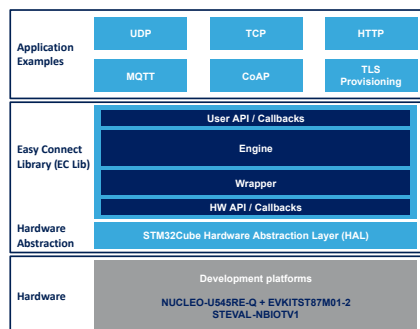 Application
Examples
UDP
TCP
HTTP
MQTT
CoAP
TLS
Provisioning
Easy Connect
Library (EC Lib)
User API / Callbacks
Engine
Wrapper
HW API / Callbacks
Hardware
Abstraction
STM32Cube Hardware Abstraction Layer (HAL)
Hardware
Development platforms
NUCLEO-U545RE-Q + EVKITST87M01-2
STEVAL-NBIOTV1